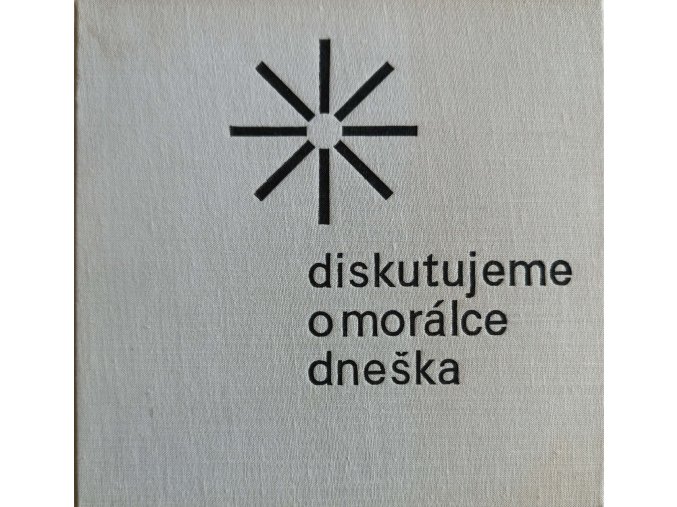 diskutujeme
o morálce
dneška